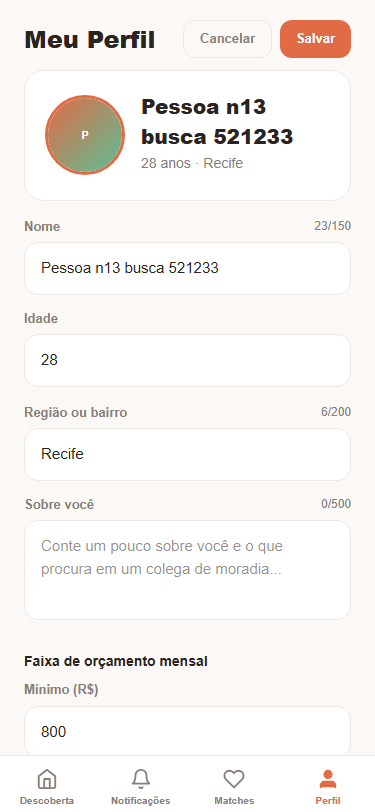 Meu Perfil
Cancelar
Salvar
P
Pessoa n13
busca 521233
28 anos · Recife
Nome
23/150
Pessoa n13 busca 521233
Idade
28
Região ou bairro
6/200
Recife
Sobre você
0/500
Conte um pouco sobre você e o que
procura em um colega de moradia...
Faixa de orçamento mensal
Mínimo (R$)
800
Descoberta
Notificações
Matches
Perfil